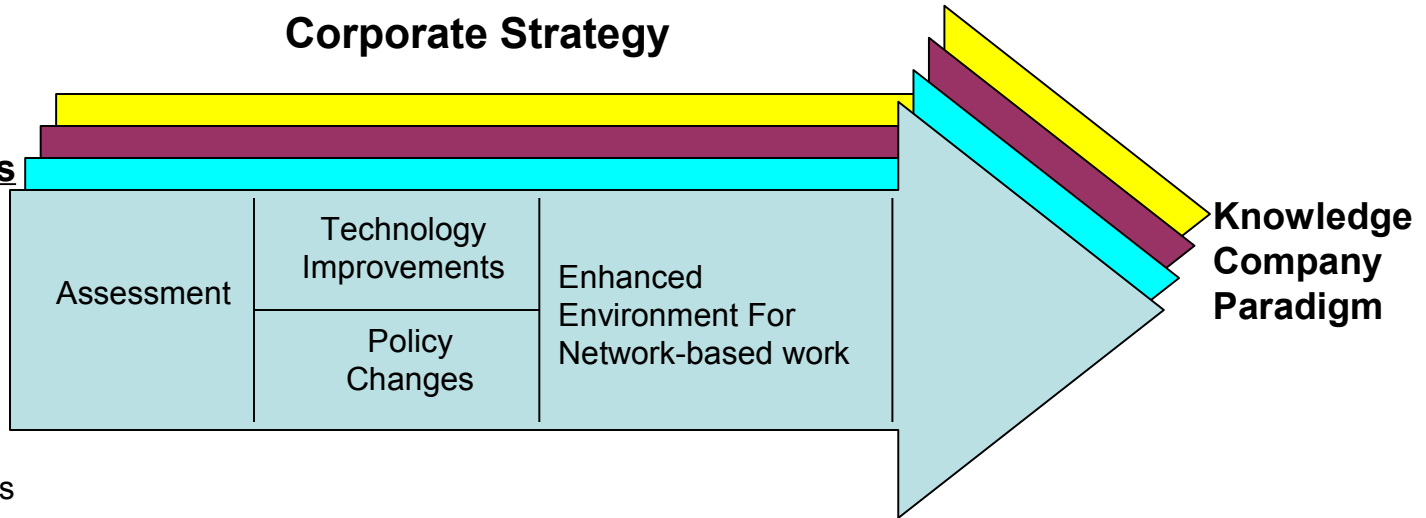 Corporate Strategy
s
Assessment
Technology
Improvements
Policy
Changes
Enhanced
Environment For
Network-based work
Knowledge
Company
Paradigm
s